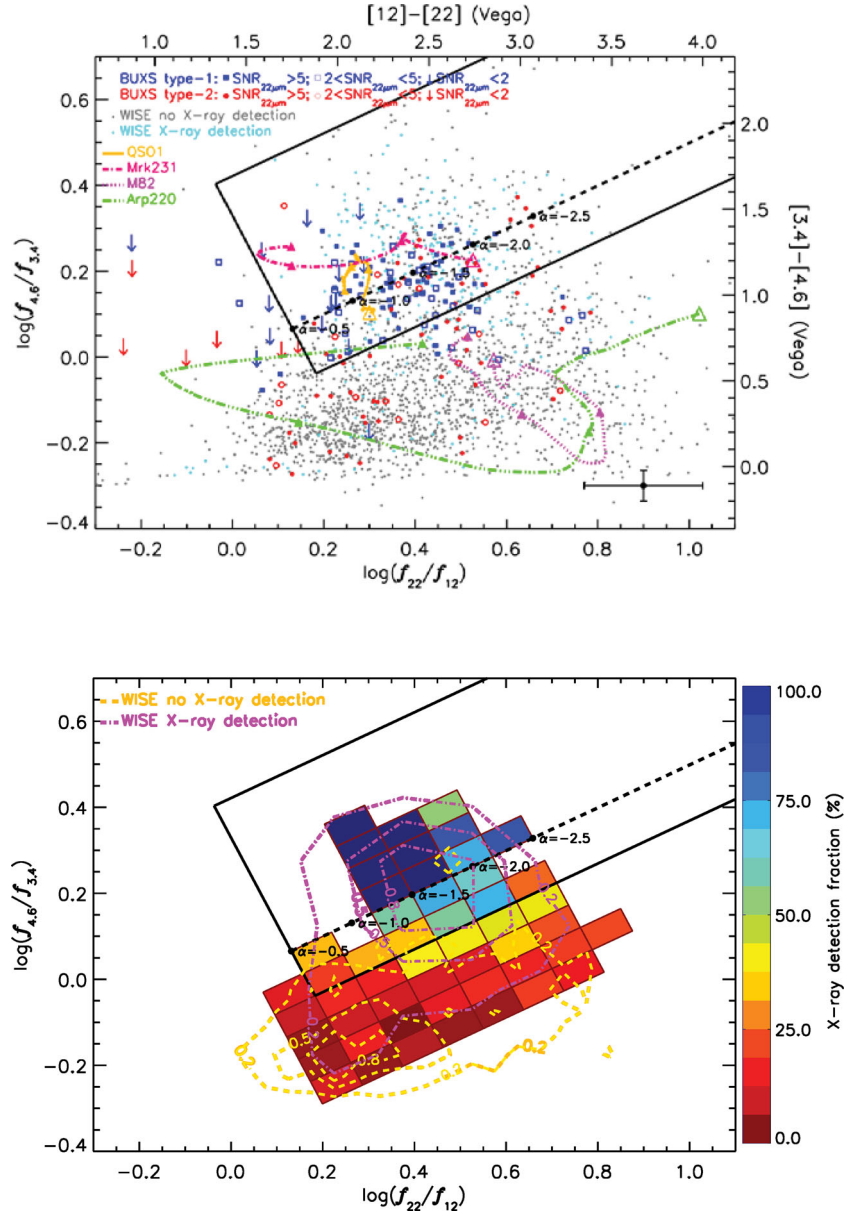 [12]−[22] (Vega)
1.0 1.5 2.0 2.5 3.0 3.5 4.0
BUXS type−1: SNR22μm>5; 2<SNR22μm<5; ↓SNR22μm<2
BUXS type−2: SNR22μm>5; 2<SNR22μm<5; ↓SNR22μm<2
WISE no X−ray detection
WISE X−ray detection
QSO1
Mrk231
M82
Arp220
α=−0.5
α=−1.0
α=−1.5
α=−2.0
α=−2.5
0.6
0.4
0.2
0.0
−0.2
−0.4
log(f4.6/f3.4)
2.0
1.5
1.0
0.5
0.0
[3.4]−[4.6] (Vega)
−0.2 0.0 0.2 0.4 0.6 0.8 1.0
log(f22/f12)
WISE no X−ray detection
WISE X−ray detection
α=−0.5
α=−1.0
α=−1.5
α=−2.0
α=−2.5
0.2
0.2
0.5
0.8
0.2
0.2
0.6
0.4
0.2
0.0
−0.2
−0.4
log(f4.6/f3.4)
100.0
75.0
50.0
25.0
0.0
X−ray detection fraction (%)
−0.2 0.0 0.2 0.4 0.6 0.8 1.0
log(f22/f12)